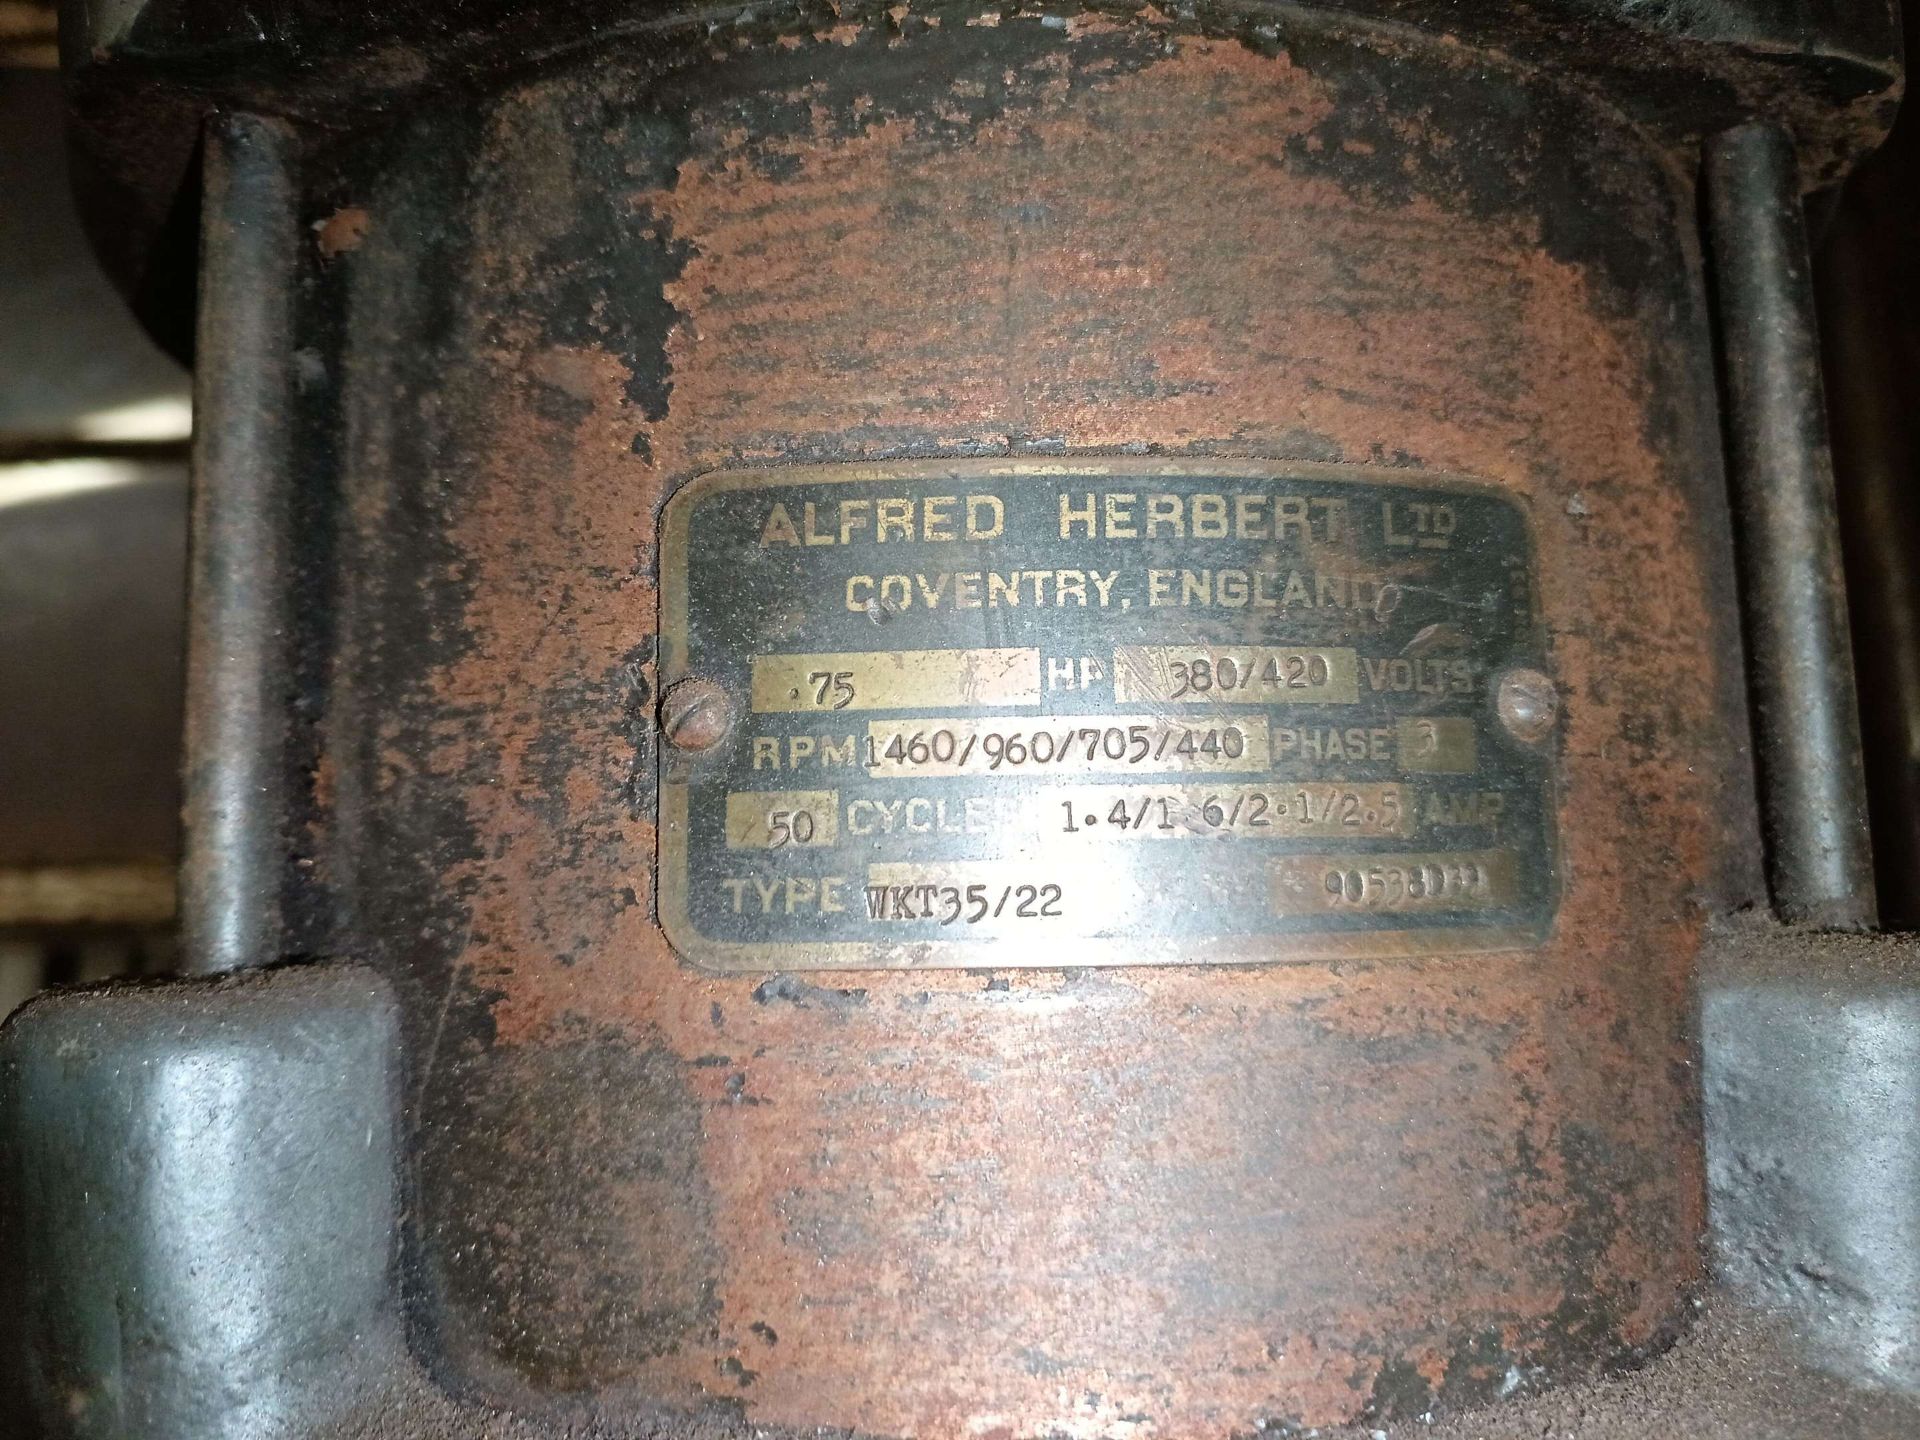 ALFRED HERBERT LTD
COVENTRY, ENGLAND
.75 HP 380/420 VOLTS
RPM 1460/960/705/440 PHASE 3
50 CYCLES 1.4/1.6/2.1/2.5 AMP
TYPE WKT35/22